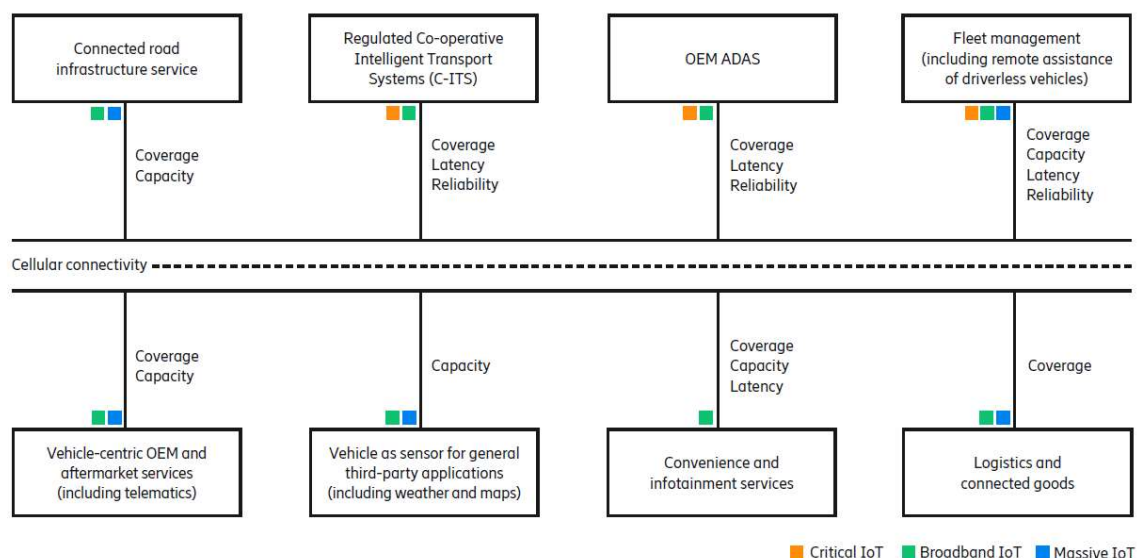 Connected road
infrastructure service
Regulated Co-operative
Intelligent Transport
Systems (C-ITS)
OEM ADAS
Fleet management
(including remote assistance
of driverless vehicles)
Coverage
Capacity
Coverage
Latency
Reliability
Coverage
Latency
Reliability
Coverage
Capacity
Latency
Reliability
Cellular connectivity
Coverage
Capacity
Capacity
Coverage
Capacity
Latency
Coverage
Vehicle-centric OEM and
aftermarket services
(including telematics)
Vehicle as sensor for general
third-party applications
(including weather and maps)
Convenience and
infotainment services
Logistics and
connected goods
Critical IoT
Broadband IoT
Massive IoT